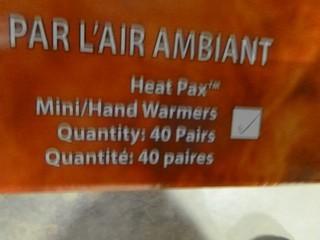 PAR L'AIR AMBIANT
Heat Pax™
Mini/Hand Warmers
Quantity: 40 Pairs
Quantité: 40 paires